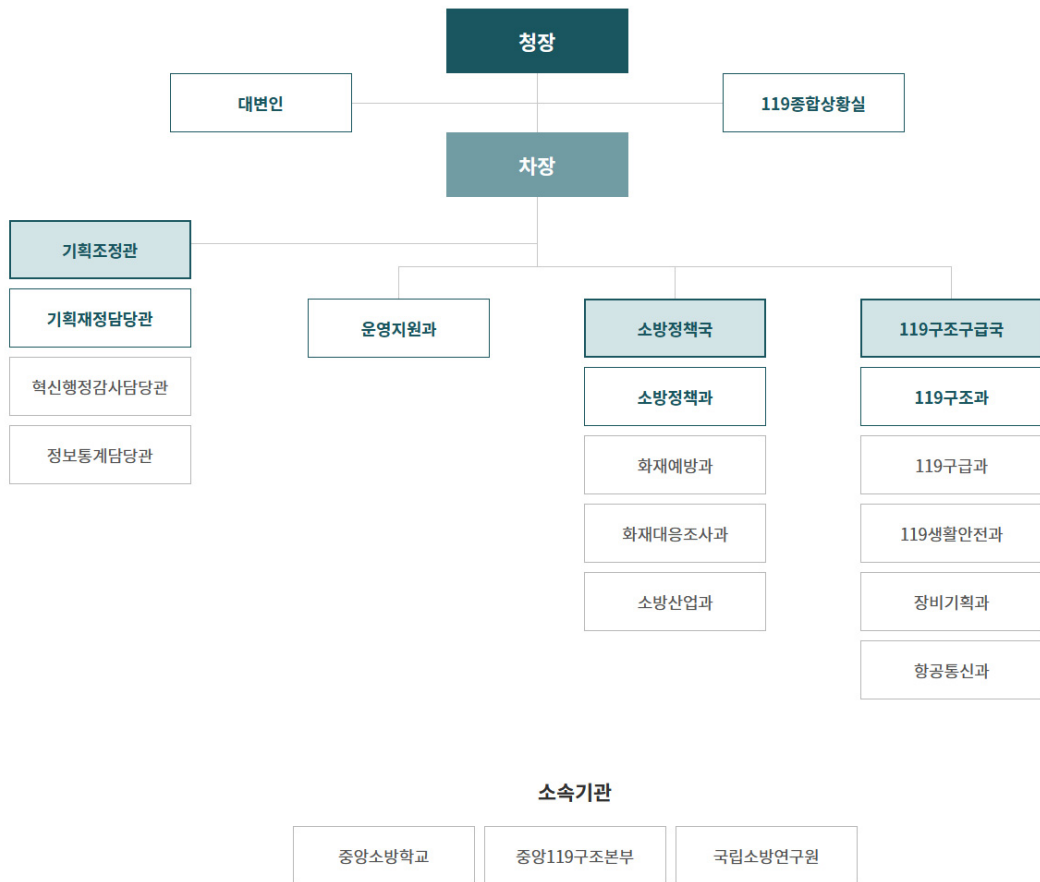 청장
대변인
119종합상황실
차장
기획조정관
기획재정담당관
혁신행정감사담당관
정보통계담당관
운영지원과
소방정책국
소방정책과
화재예방과
화재대응조사과
소방산업과
119구조구급국
119구조과
119구급과
119생활안전과
장비기획과
항공통신과
소속기관
중앙소방학교
중앙119구조본부
국립소방연구원